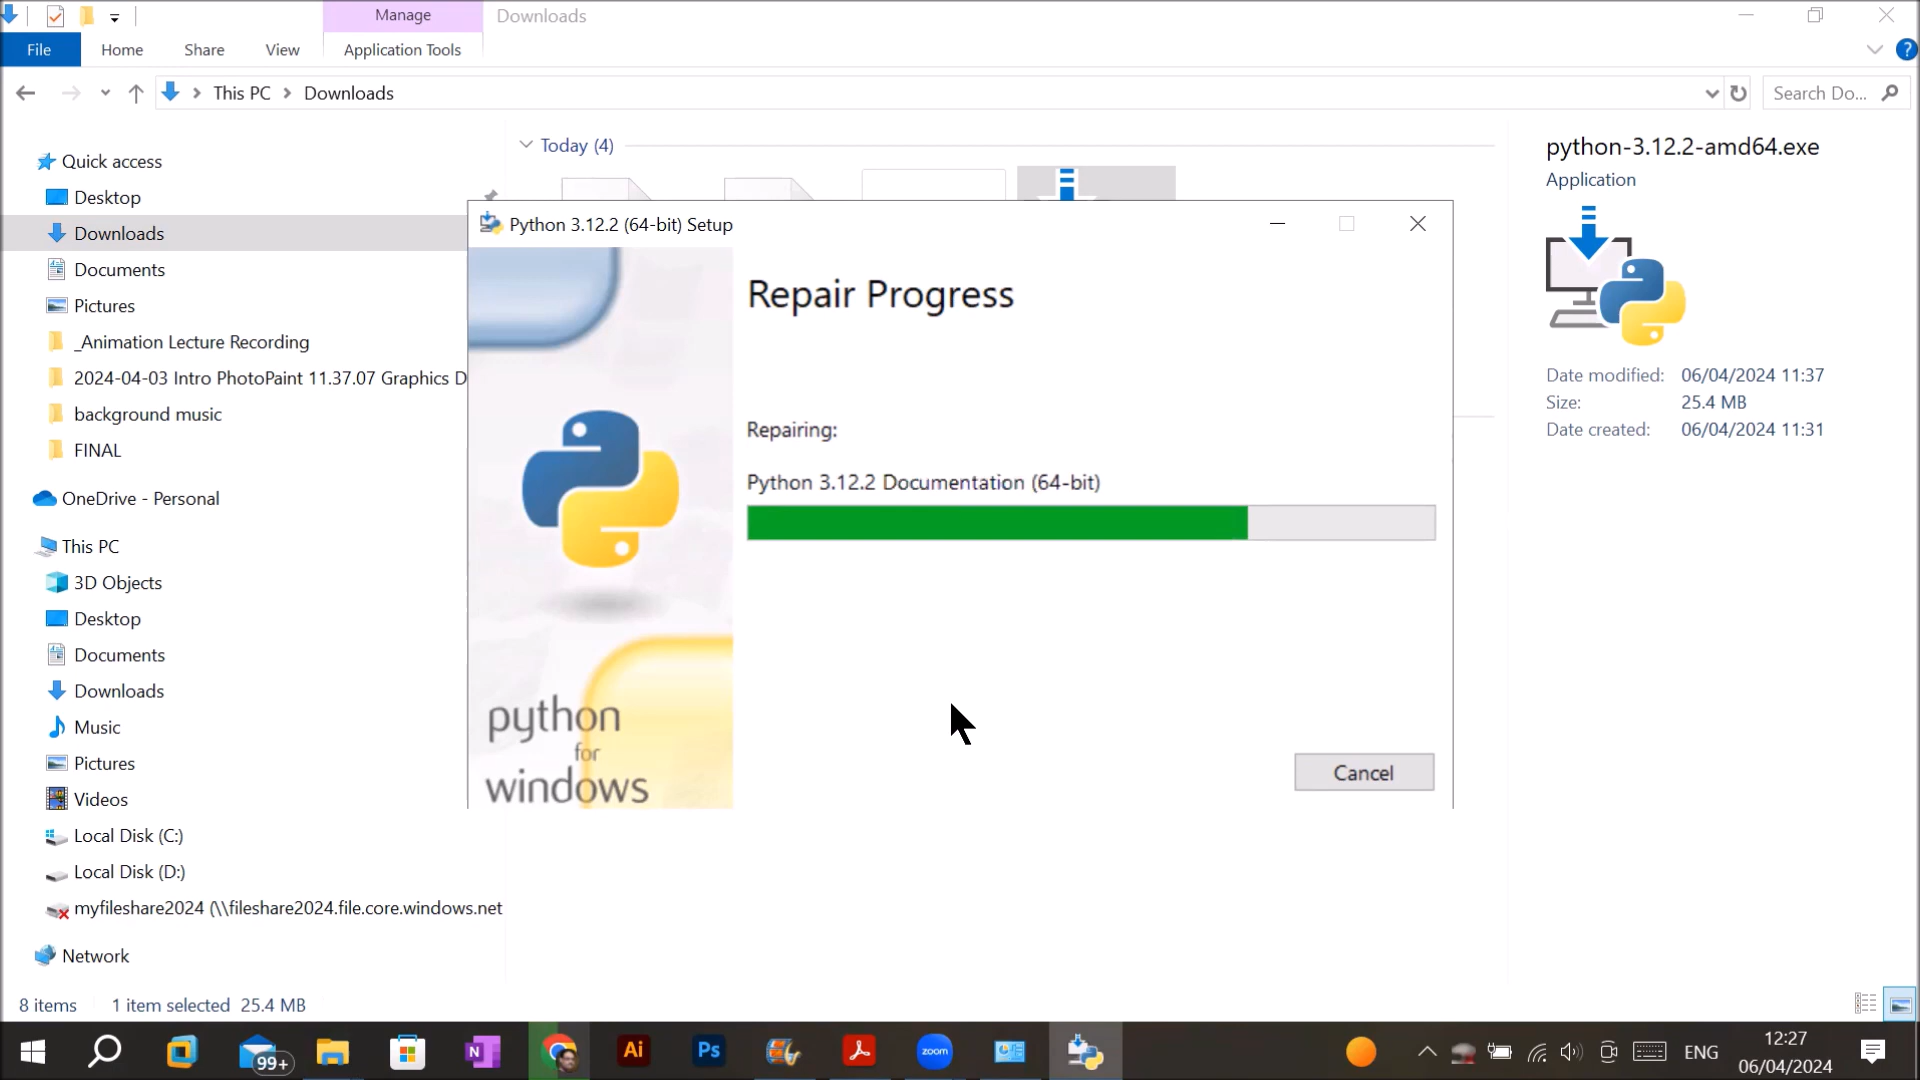 Manage
Downloads
File
Home
Share
View
Application Tools
?
This PC
Downloads
Search Do...
Quick access
Desktop
Downloads
Documents
Pictures
_Animation Lecture Recording
2024-04-03 Intro PhotoPaint 11.37.07 Graphics D
background music
FINAL
OneDrive - Personal
This PC
3D Objects
Desktop
Documents
Downloads
Music
Pictures
Videos
Local Disk (C:)
Local Disk (D:)
myfileshare2024 (\\fileshare2024.file.core.windows.net
Network
Today (4)
Python 3.12.2 (64-bit) Setup
Repair Progress
Repairing:
Python 3.12.2 Documentation (64-bit)
python
for
windows
Cancel
python-3.12.2-amd64.exe
Application
Date modified: 06/04/2024 11:37
Size: 25.4 MB
Date created: 06/04/2024 11:31
8 items 1 item selected 25.4 MB
99+
N
Ai
Ps
zoom
ENG
12:27
06/04/2024